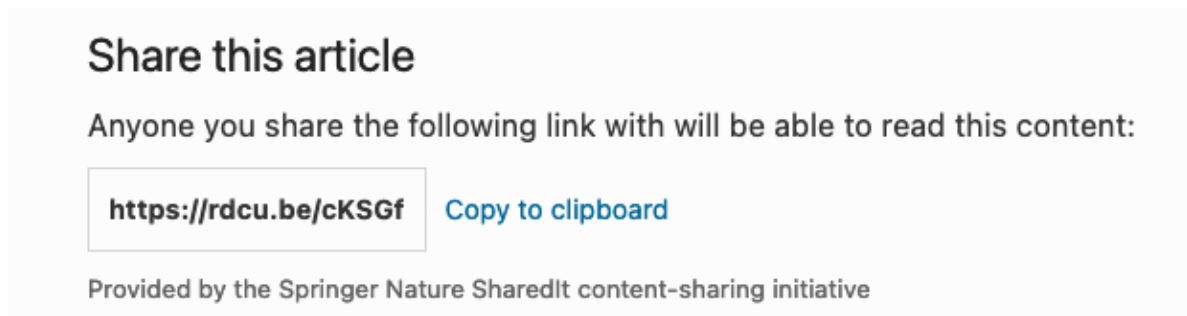 Share this article
Anyone you share the following link with will be able to read this content:
https://rdcu.be/cKSGf Copy to clipboard
Provided by the Springer Nature SharedIt content-sharing initiative